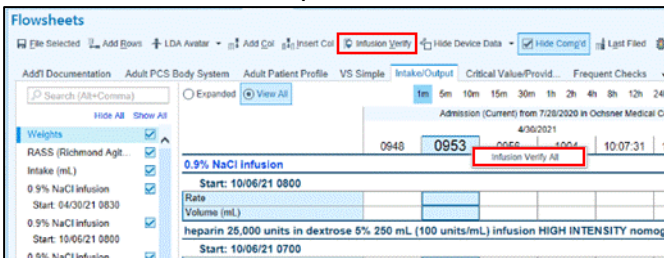 Flowsheets
File Selected Add Rows LDA Avatar Add Col Insert Col Infusion Verify Hide Device Data Hide Comp'd Last Filed
Add'l Documentation Adult PCS Body System Adult Patient Profile VS Simple Intake/Output Critical Value/Provid... Frequent Checks
Search (Alt+Comma) Expanded View All 1m 5m 10m 15m 30m 1h 2h 4h 8h 12h 24
Hide All Show All Admission (Current) from 7/28/2020 in Ochsner Medical C
Weights 4/30/2021
RASS (Richmond Agit... 0948 0953 0956 1004 10:07:31
Infusion Verify All
Intake (mL) 0.9% NaCl infusion
0.9% NaCl infusion Start: 10/06/21 0800
Start: 04/30/21 0830 Rate
0.9% NaCl infusion Volume (mL)
Start: 10/06/21 0800 heparin 25,000 units in dextrose 5% 250 mL (100 units/mL) infusion HIGH INTENSITY nomog
0.9% NaCl infusion Start: 10/06/21 0700